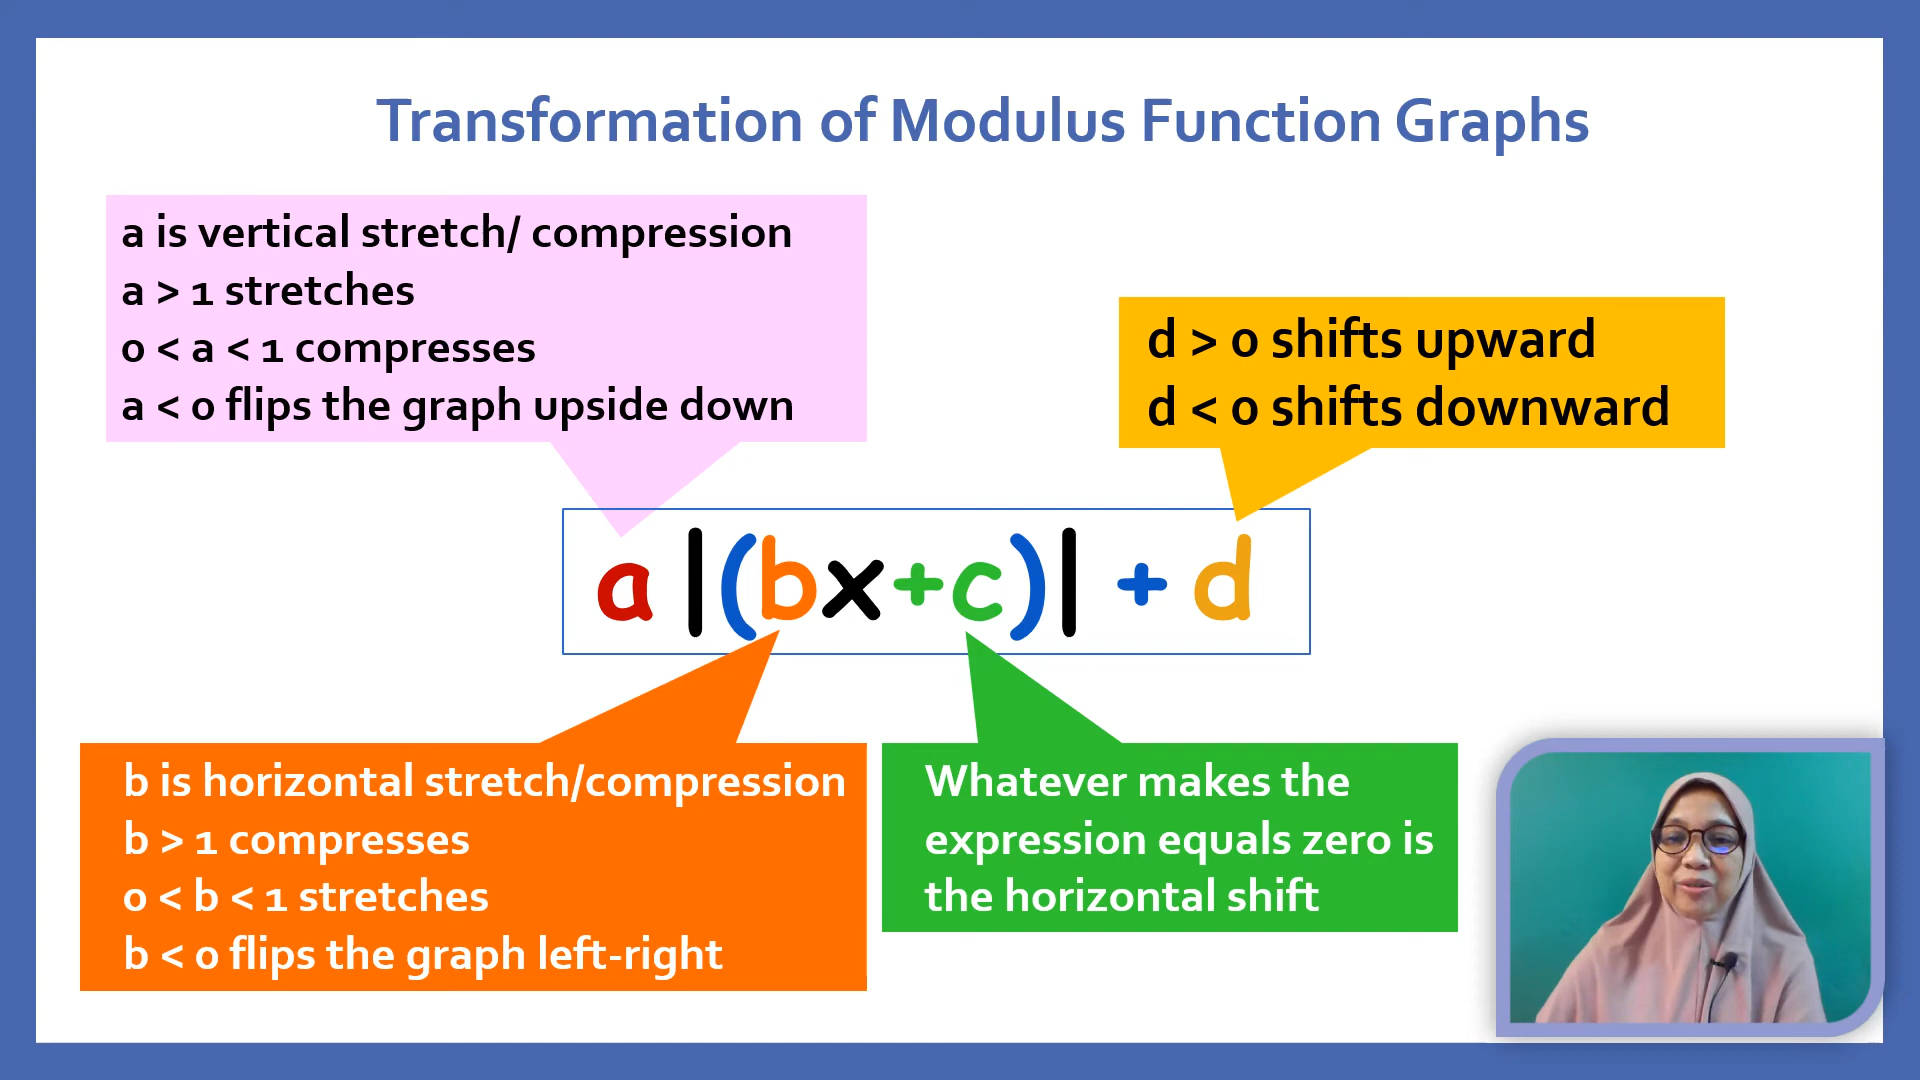 Transformation of Modulus Function Graphs
a is vertical stretch/ compression
a > 1 stretches
0 < a < 1 compresses
a < 0 flips the graph upside down
d > 0 shifts upward
d < 0 shifts downward
a |(bx+c)| + d
b is horizontal stretch/compression
b > 1 compresses
0 < b < 1 stretches
b < 0 flips the graph left-right
Whatever makes the
expression equals zero is
the horizontal shift